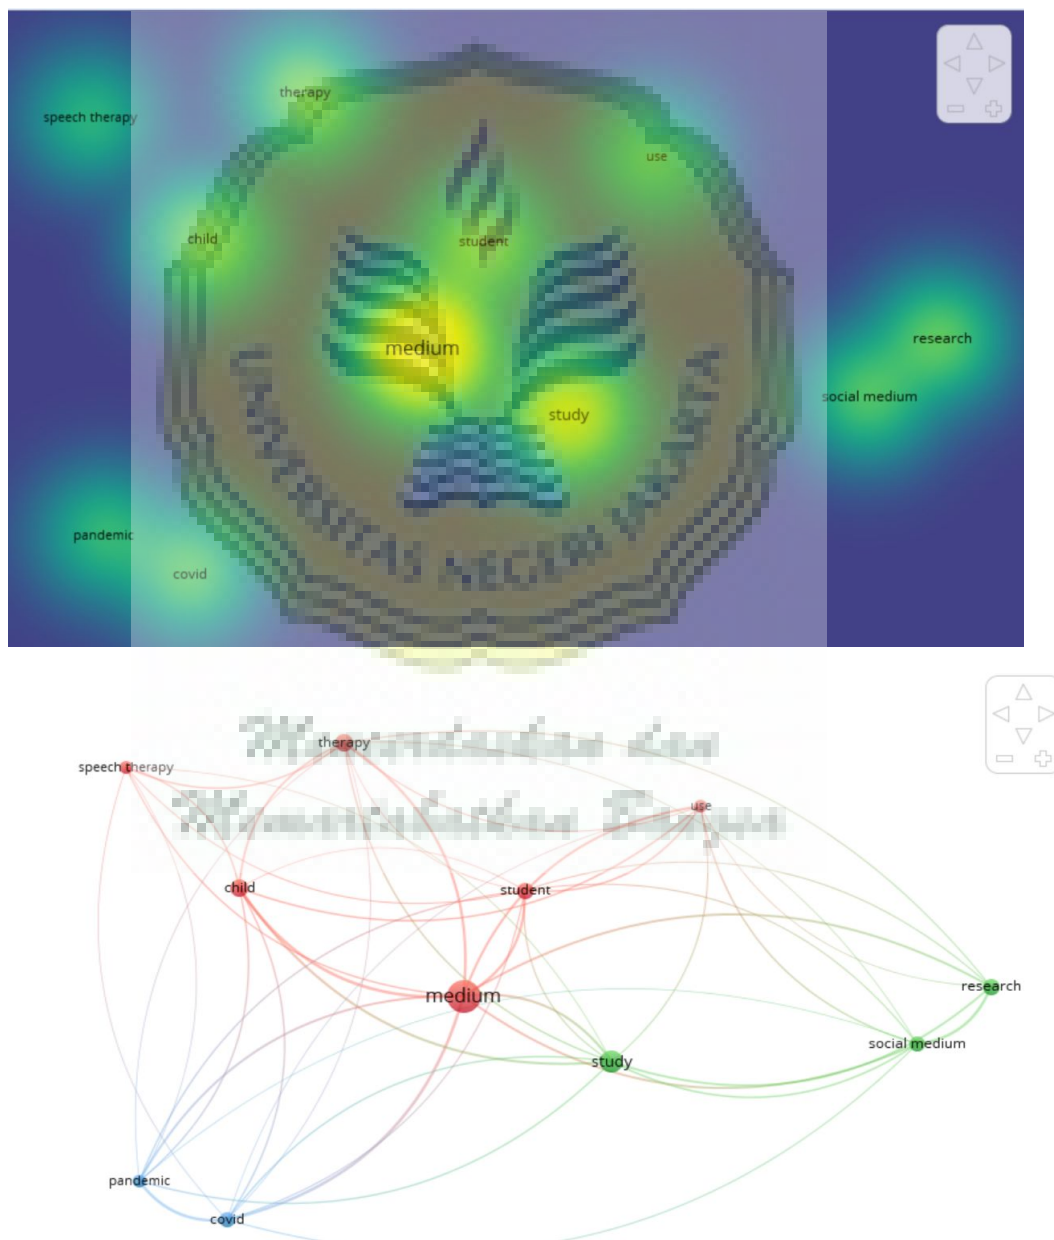 therapy
speech therapy
use
child
student
medium
research
social medium
study
pandemic
covid
UNIVERSITAS NEGERI JAKARTA
therapy
speech therapy
use
child
student
research
medium
social medium
study
pandemic
covid